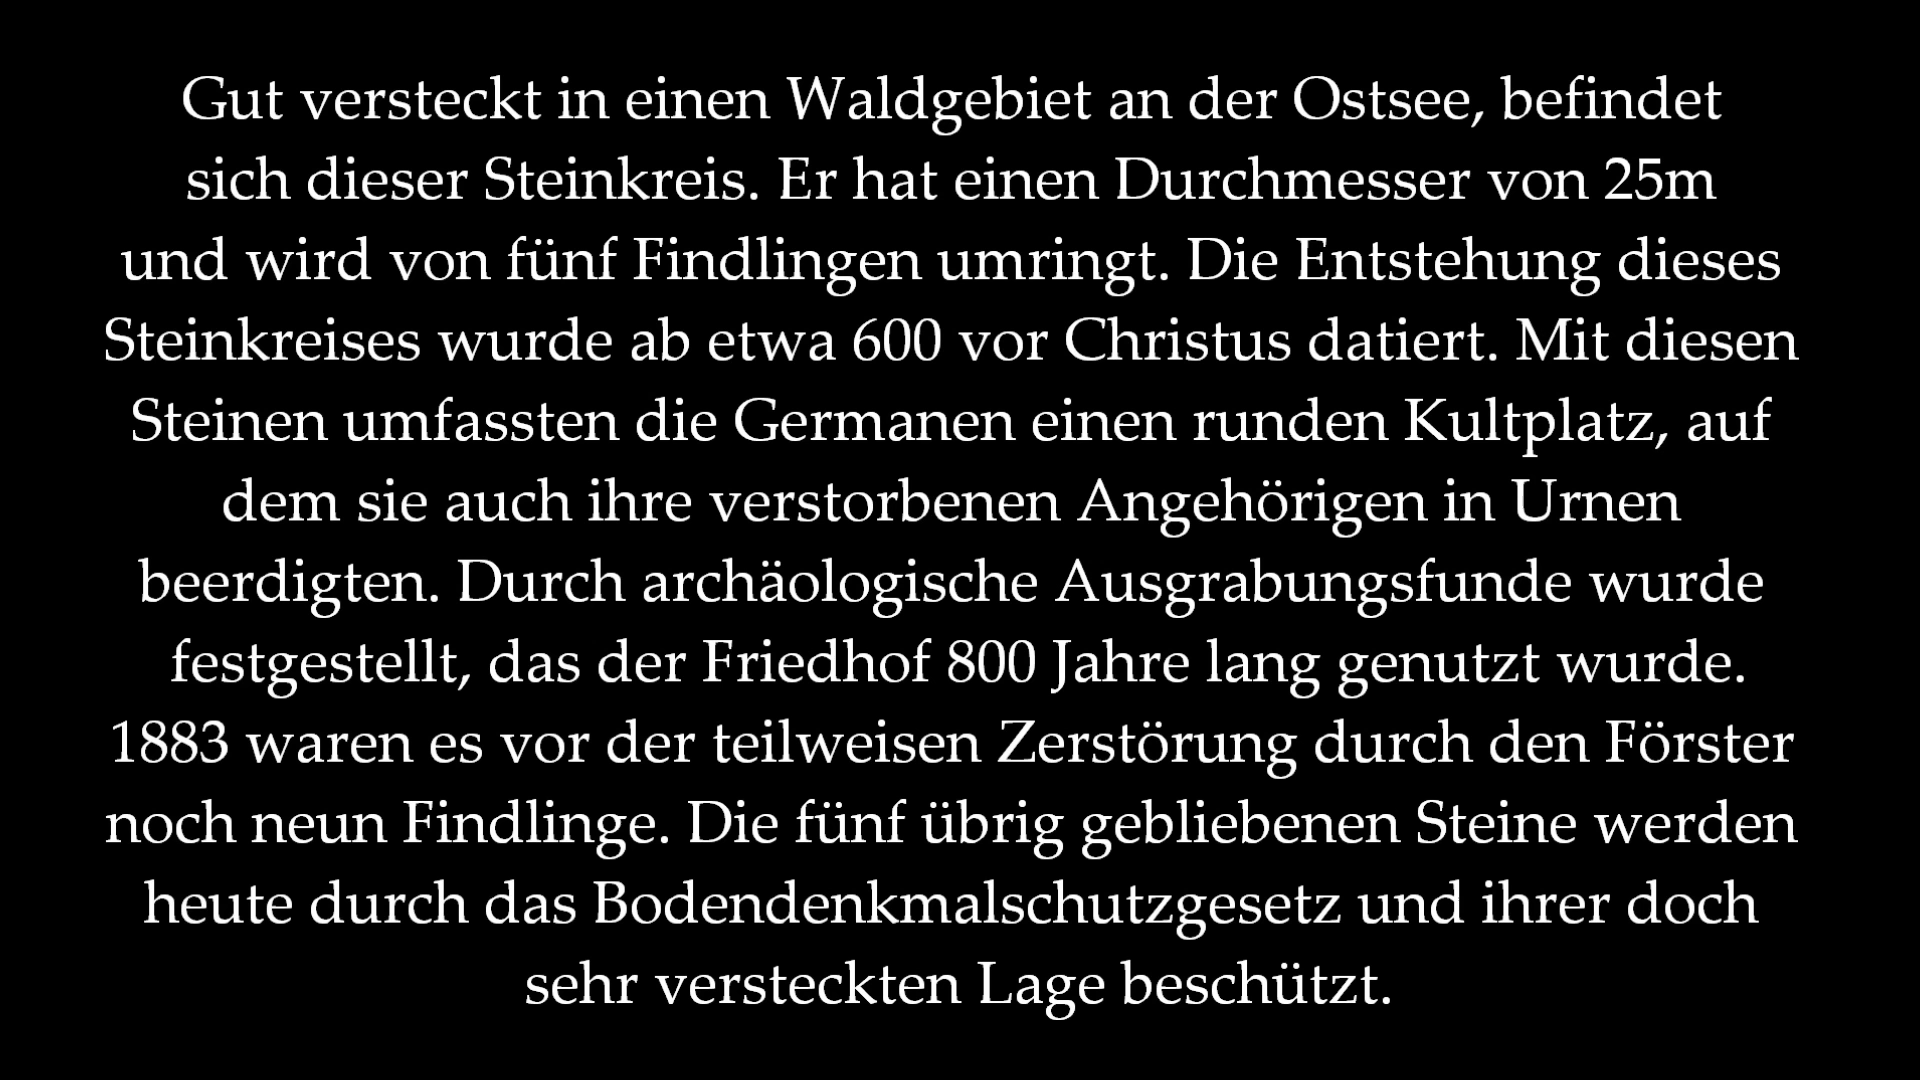 Gut versteckt in einen Waldgebiet an der Ostsee, befindet
sich dieser Steinkreis. Er hat einen Durchmesser von 25m
und wird von fünf Findlingen umringt. Die Entstehung dieses
Steinkreises wurde ab etwa 600 vor Christus datiert. Mit diesen
Steinen umfassten die Germanen einen runden Kultplatz, auf
dem sie auch ihre verstorbenen Angehörigen in Urnen
beerdigten. Durch archäologische Ausgrabungsfunde wurde
festgestellt, das der Friedhof 800 Jahre lang genutzt wurde.
1883 waren es vor der teilweisen Zerstörung durch den Förster
noch neun Findlinge. Die fünf übrig gebliebenen Steine werden
heute durch das Bodendenkmalschutzgesetz und ihrer doch
sehr versteckten Lage beschützt.